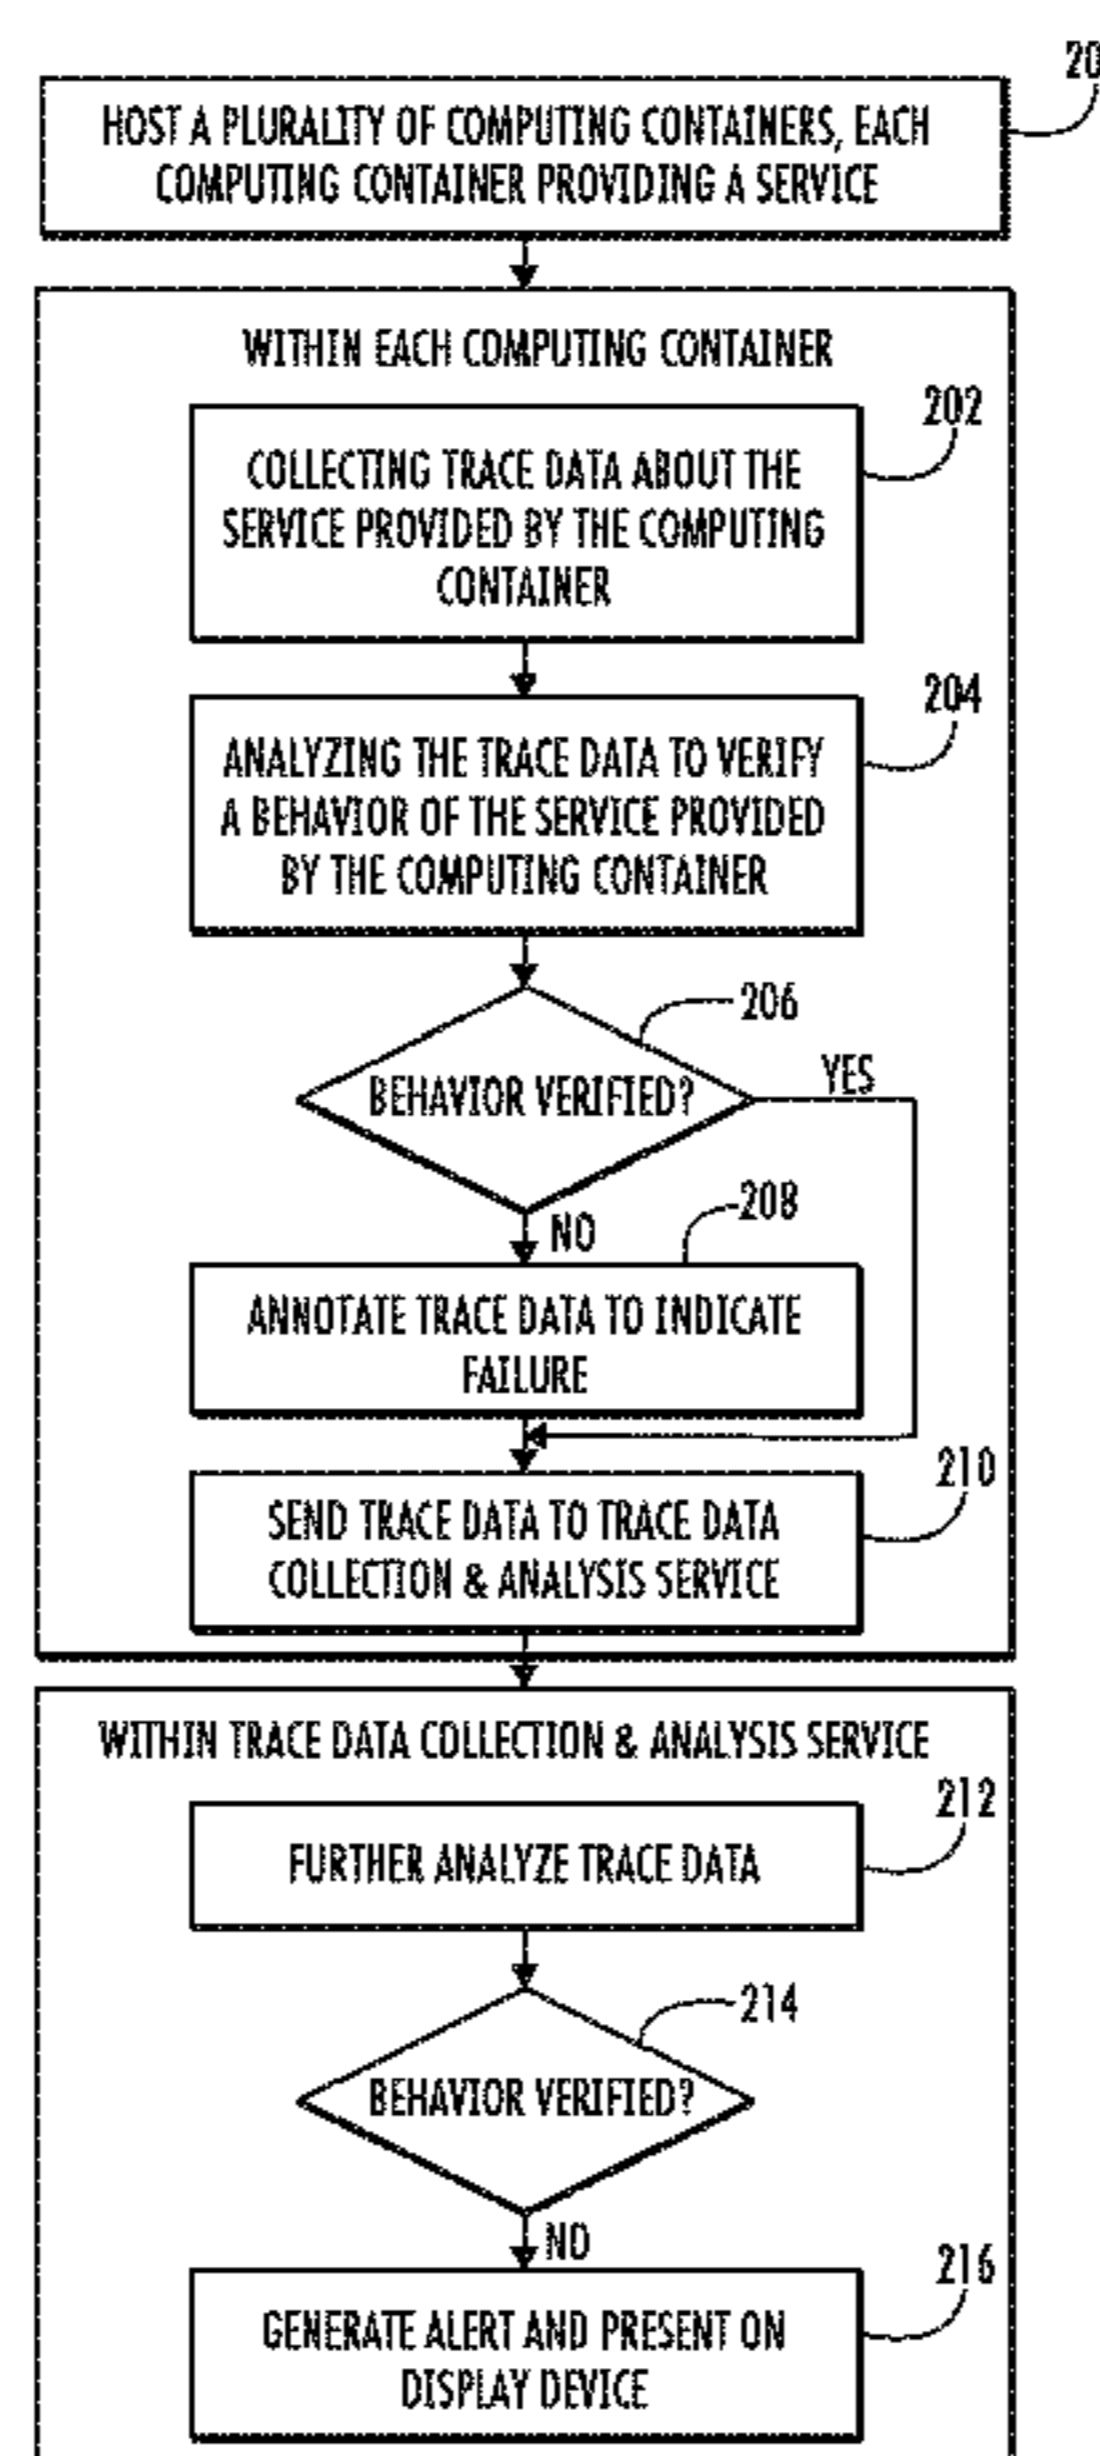 20
HOST A PLURALITY OF COMPUTING CONTAINERS, EACH
COMPUTING CONTAINER PROVIDING A SERVICE
WITHIN EACH COMPUTING CONTAINER
202
COLLECTING TRACE DATA ABOUT THE
SERVICE PROVIDED BY THE COMPUTING
CONTAINER
204
ANALYZING THE TRACE DATA TO VERIFY
A BEHAVIOR OF THE SERVICE PROVIDED
BY THE COMPUTING CONTAINER
206
BEHAVIOR VERIFIED?
YES
NO
208
ANNOTATE TRACE DATA TO INDICATE
FAILURE
210
SEND TRACE DATA TO TRACE DATA
COLLECTION & ANALYSIS SERVICE
WITHIN TRACE DATA COLLECTION & ANALYSIS SERVICE
212
FURTHER ANALYZE TRACE DATA
214
BEHAVIOR VERIFIED?
NO
216
GENERATE ALERT AND PRESENT ON
DISPLAY DEVICE